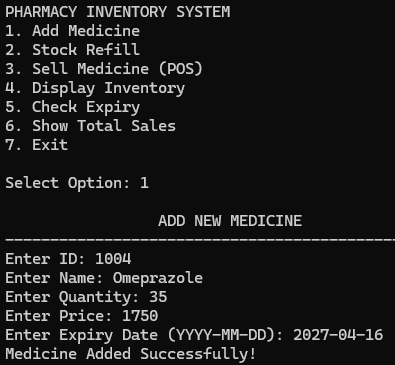 PHARMACY INVENTORY SYSTEM
1. Add Medicine
2. Stock Refill
3. Sell Medicine (POS)
4. Display Inventory
5. Check Expiry
6. Show Total Sales
7. Exit
Select Option: 1
ADD NEW MEDICINE
-------------------------------------------
Enter ID: 1004
Enter Name: Omeprazole
Enter Quantity: 35
Enter Price: 1750
Enter Expiry Date (YYYY-MM-DD): 2027-04-16
Medicine Added Successfully!